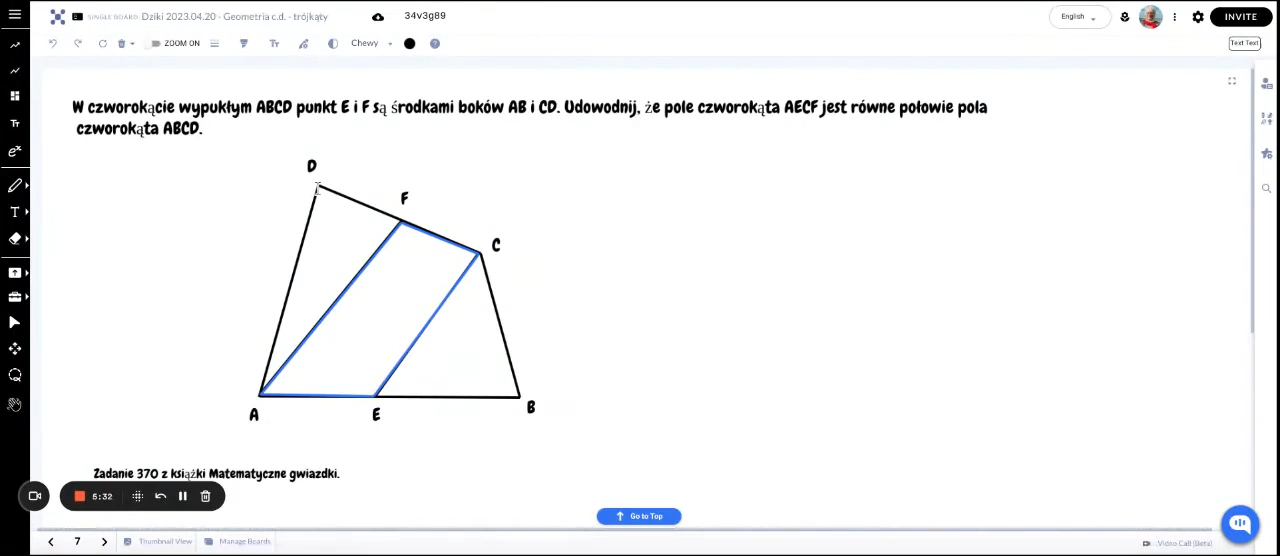 SINGLE BOARD: Dziki 2023.04.20 - Geometria c.d. - trójkąty
34v3g89
English
INVITE
ZOOM ON
Tт
Chewy
Text Text
W czworokącie wypukłym ABCD punkt E i F są środkami boków AB i CD. Udowodnij, że pole czworokąta AECF jest równe połowie pola
czworokąta ABCD.
D
F
C
A
E
B
Zadanie 370 z książki Matematyczne gwiazdki.
5:32
Go to Top
7
Thumbnail View
Manage Boards
Video Call (Beta)